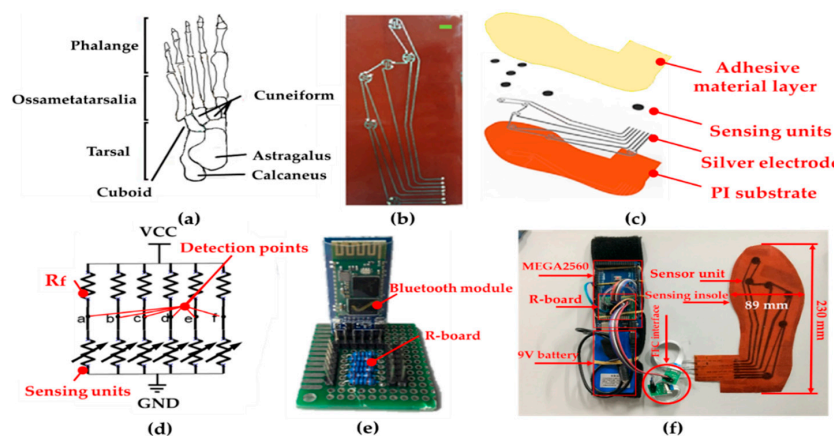 Phalange
Ossametatarsalia
Cuneiform
Tarsal
Astragalus
Calcaneus
Cuboid
(a)
(b)
Adhesive
material layer
Sensing units
Silver electrode
PI substrate
(c)
VCC
Detection points
Rf
a
b
c
d
e
f
Sensing units
GND
(d)
Bluetooth module
R-board
(e)
MEGA2560
R-board
9V battery
Sensor unit
Sensing insole
89 mm
230 mm
interface
(f)